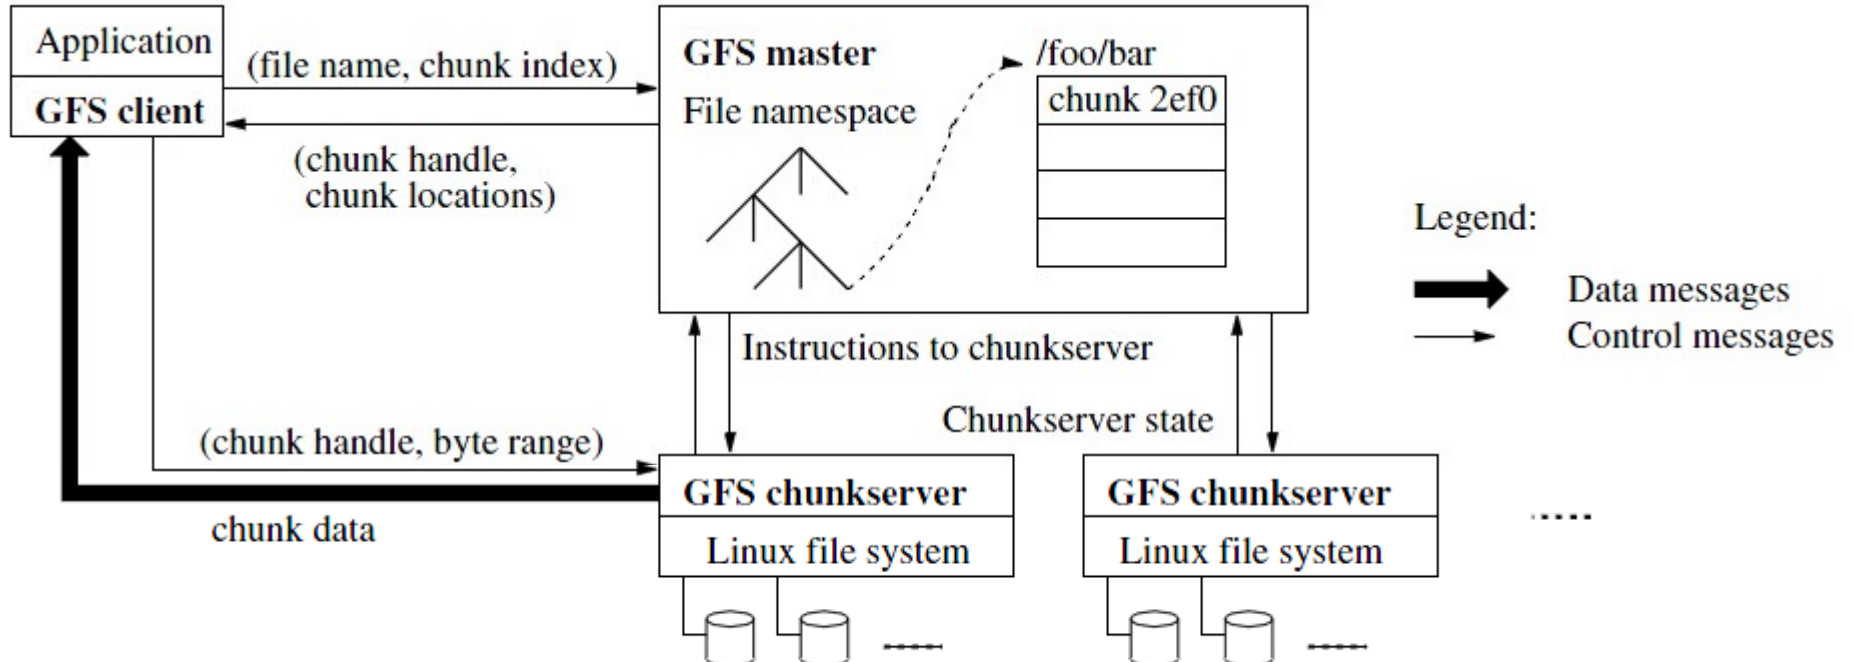 Application
GFS client
(file name, chunk index)
(chunk handle,
chunk locations)
GFS master
File namespace
/foo/bar
chunk 2ef0
Legend:
Data messages
Control messages
Instructions to chunkserver
Chunkserver state
(chunk handle, byte range)
chunk data
GFS chunkserver
Linux file system
GFS chunkserver
Linux file system